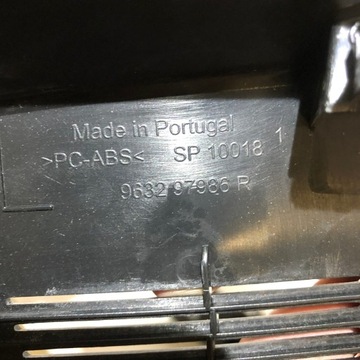 Made in Portugal
>PC-ABS< SP 10018 1
9632 97986 R